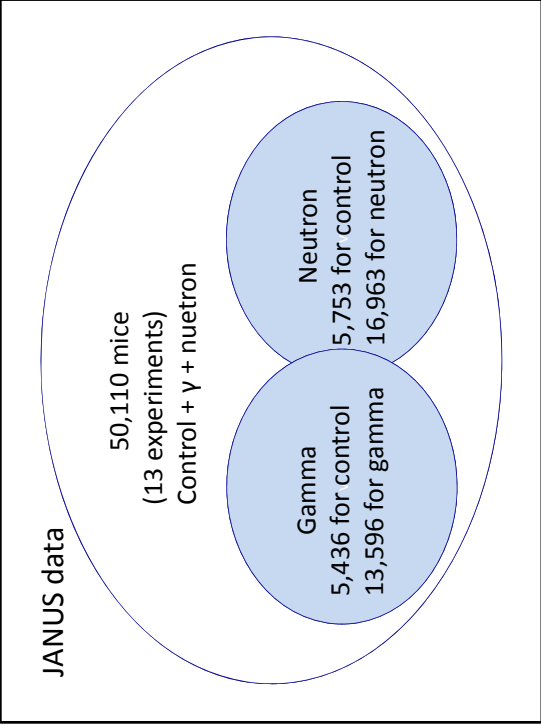 JANUS data
50,110 mice
(13 experiments)
Control + γ + nuetron
Gamma
5,436 for control
13,596 for gamma
Neutron
5,753 for control
16,963 for neutron